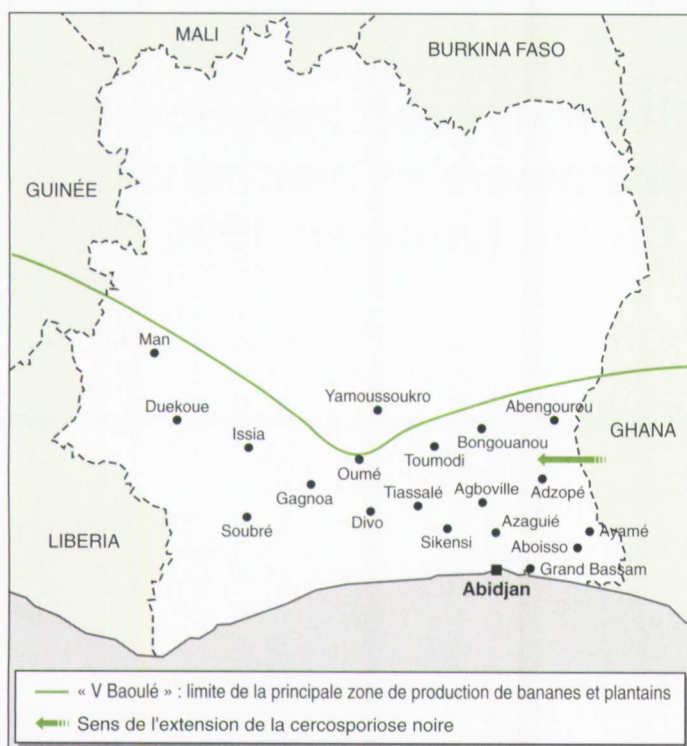 MALI
BURKINA FASO
GUINÉE
Man
Yamoussoukro
Duekoue
Abengourou
Issia
Bongouanou
GHANA
Oumé
Toumodi
Gagnoa
Tiassalé
Agboville
Adzopé
Soubré
Divo
Azaguié
Ayamé
LIBERIA
Sikensi
Aboisso
Grand Bassam
Abidjan
« V Baoulé » : limite de la principale zone de production de bananes et plantains
Sens de l'extension de la cercosporiose noire